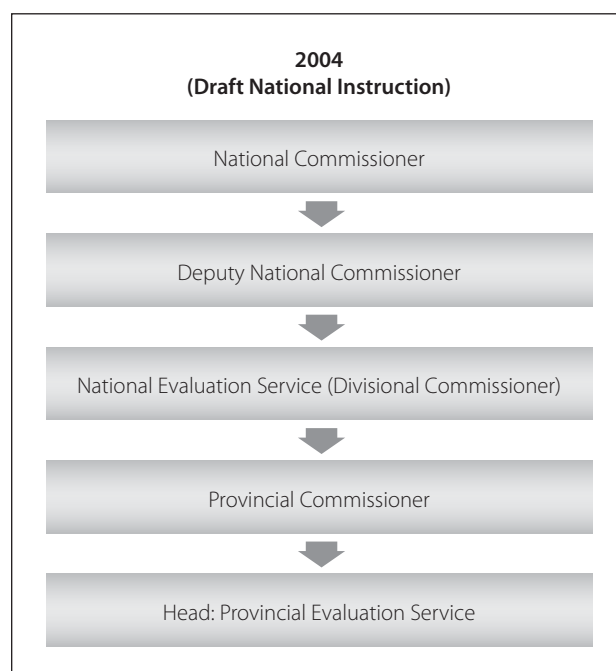 2004
(Draft National Instruction)
National Commissioner
Deputy National Commissioner
National Evaluation Service (Divisional Commissioner)
Provincial Commissioner
Head: Provincial Evaluation Service